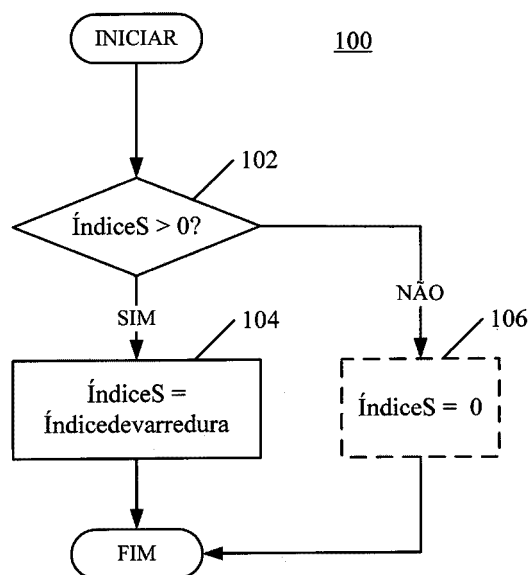 INICIAR
100
102
ÍndiceS > 0?
NÃO
SIM
104
106
ÍndiceS =
Índicedevarredura
ÍndiceS = 0
FIM